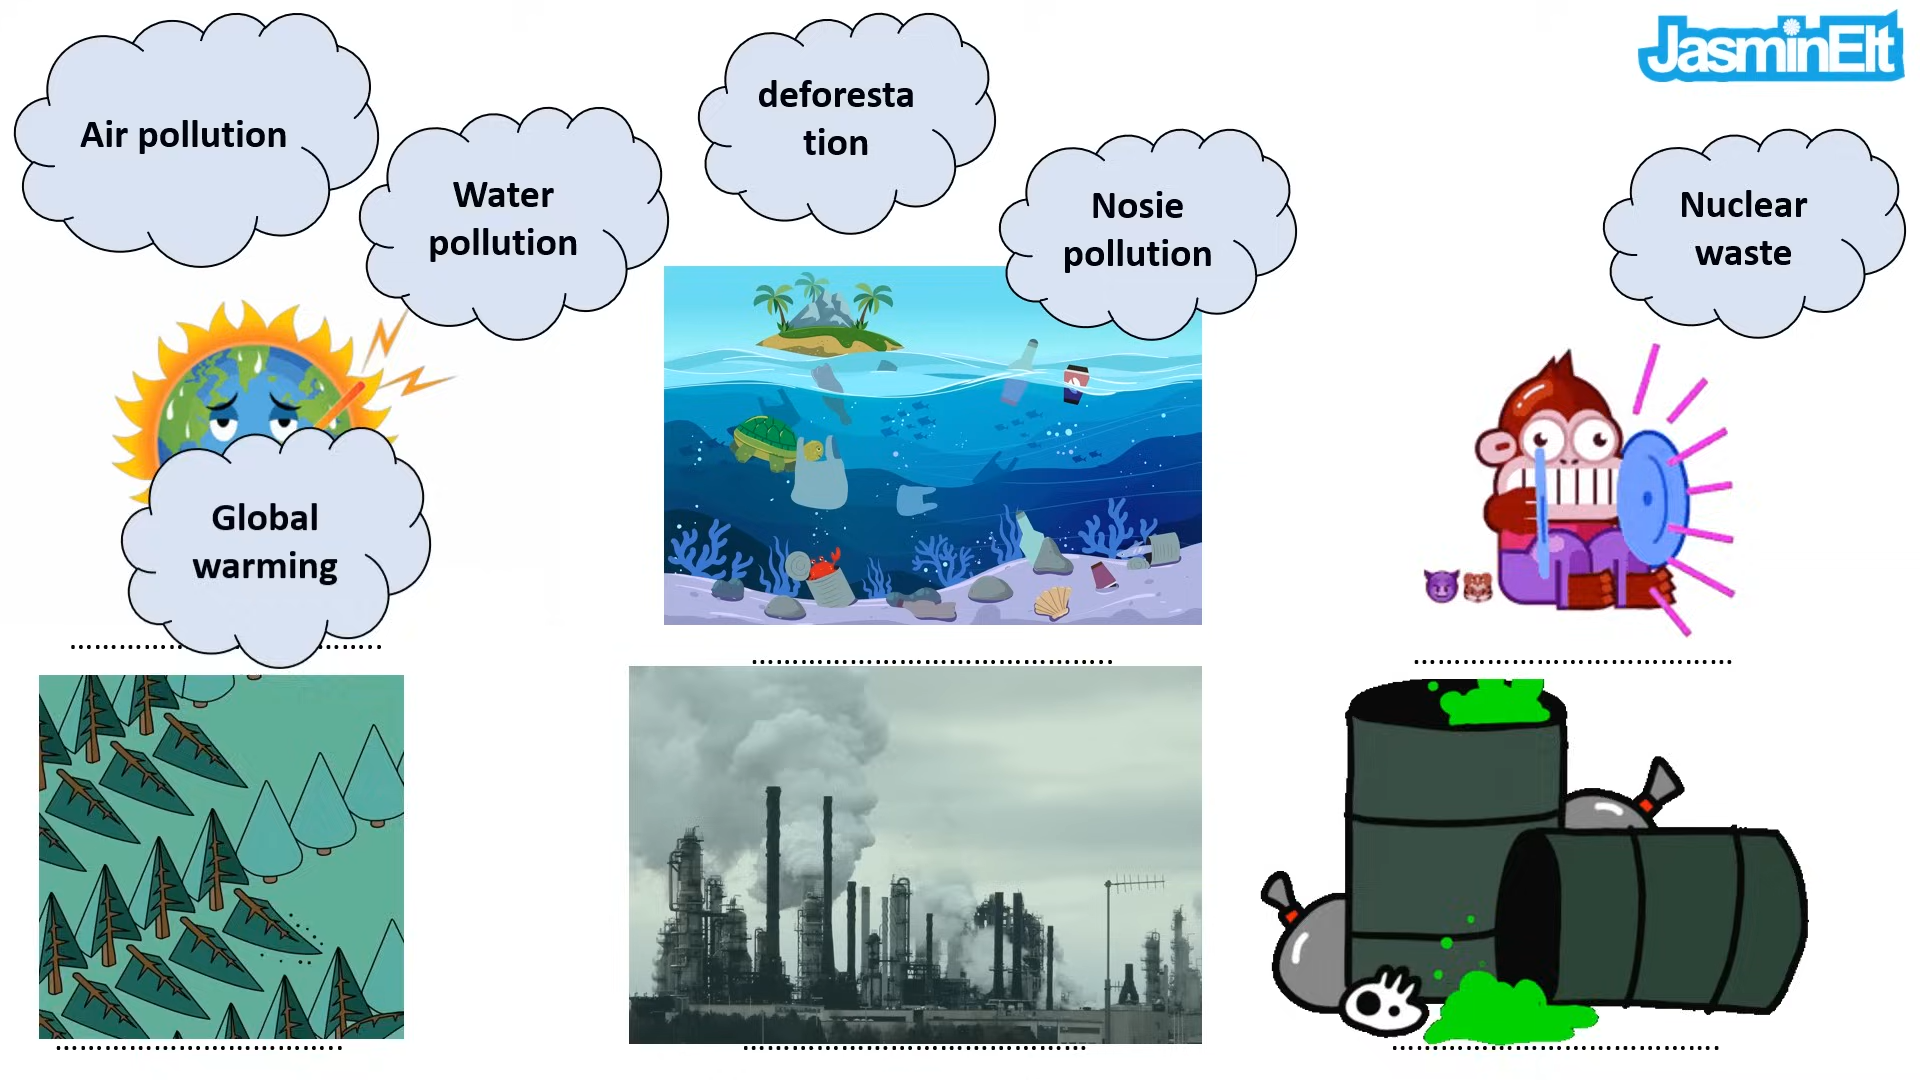 JasminElt
Air pollution
deforesta
tion
Water
pollution
Nosie
pollution
Nuclear
waste
Global
warming